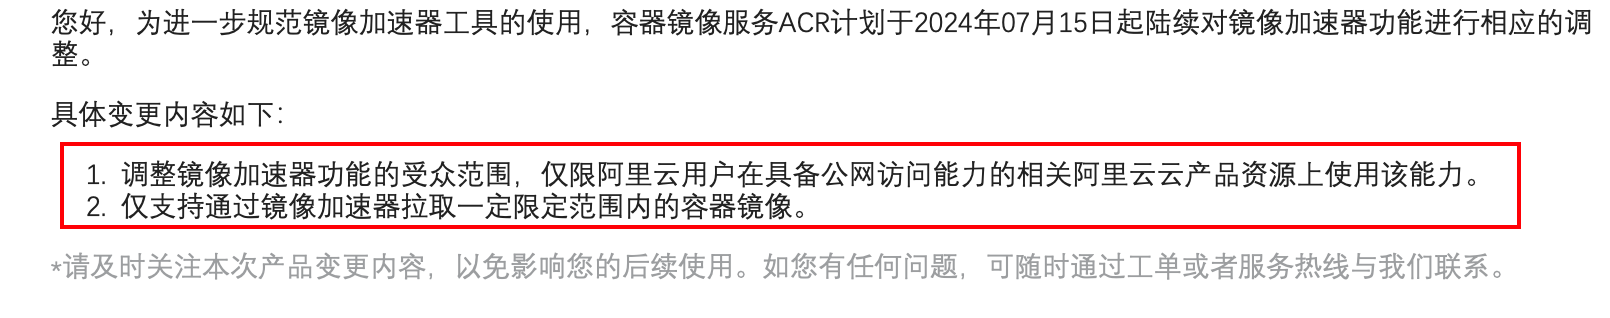 您好，为进一步规范镜像加速器工具的使用，容器镜像服务ACR计划于2024年07月15日起陆续对镜像加速器功能进行相应的调
整。
具体变更内容如下：
1. 调整镜像加速器功能的受众范围，仅限阿里云用户在具备公网访问能力的相关阿里云云产品资源上使用该能力。
2. 仅支持通过镜像加速器拉取一定限定范围内的容器镜像。
*请及时关注本次产品变更内容，以免影响您的后续使用。如您有任何问题，可随时通过工单或者服务热线与我们联系。